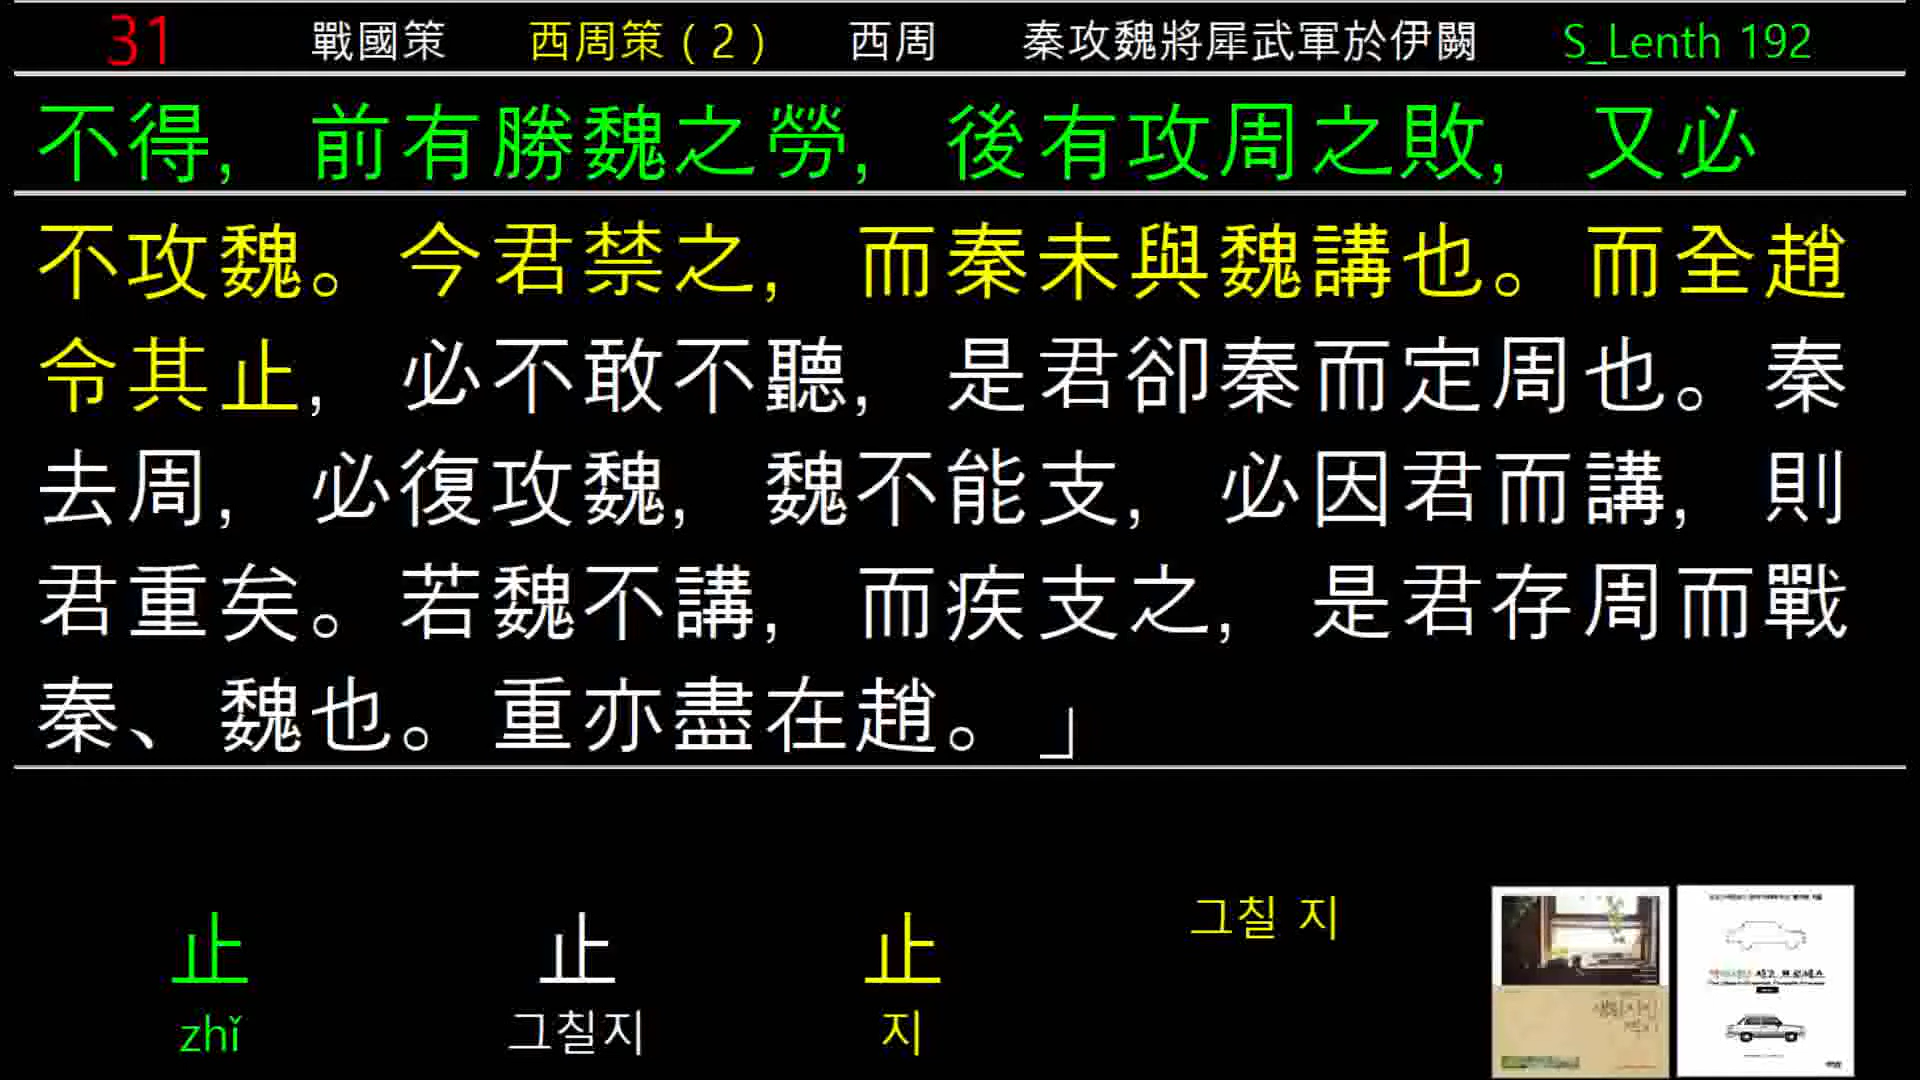 31 戰國策 西周策（2） 西周 秦攻魏將犀武軍於伊闕 S_Lenth 192
不得, 前有勝魏之勞, 後有攻周之敗, 又必
不攻魏。今君禁之, 而秦未與魏講也。而全趙
令其止, 必不敢不聽, 是君卻秦而定周也。秦
去周, 必復攻魏, 魏不能支, 必因君而講, 則
君重矣。若魏不講, 而疾支之, 是君存周而戰
秦、魏也。重亦盡在趙。」
止 止 止 그칠 지
zhǐ 그칠지 지